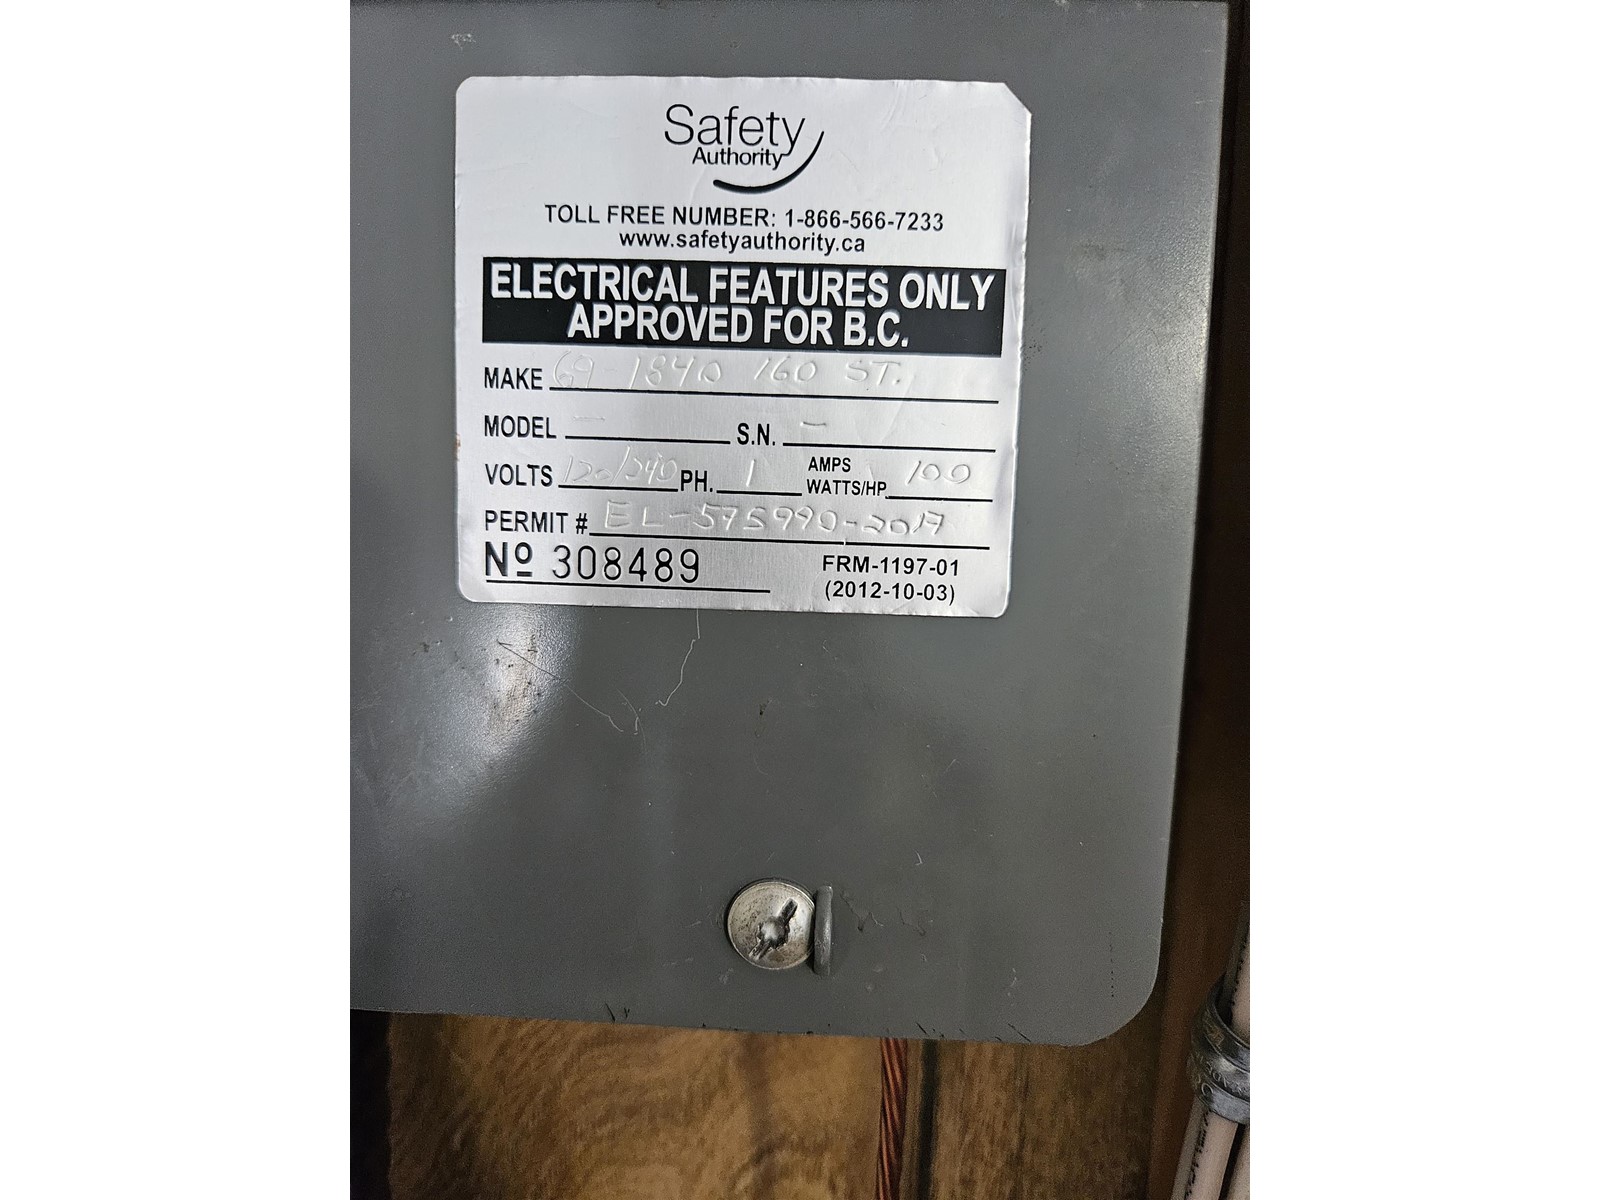 Safety
Authority
TOLL FREE NUMBER: 1-866-566-7233
www.safetyauthority.ca
ELECTRICAL FEATURES ONLY
APPROVED FOR B.C.
MAKE 69-1840 160 ST.
MODEL — S.N. —
VOLTS 120/240 PH. 1 AMPS WATTS/HP 100
PERMIT # EL-575990-2017
Nº 308489
FRM-1197-01
(2012-10-03)